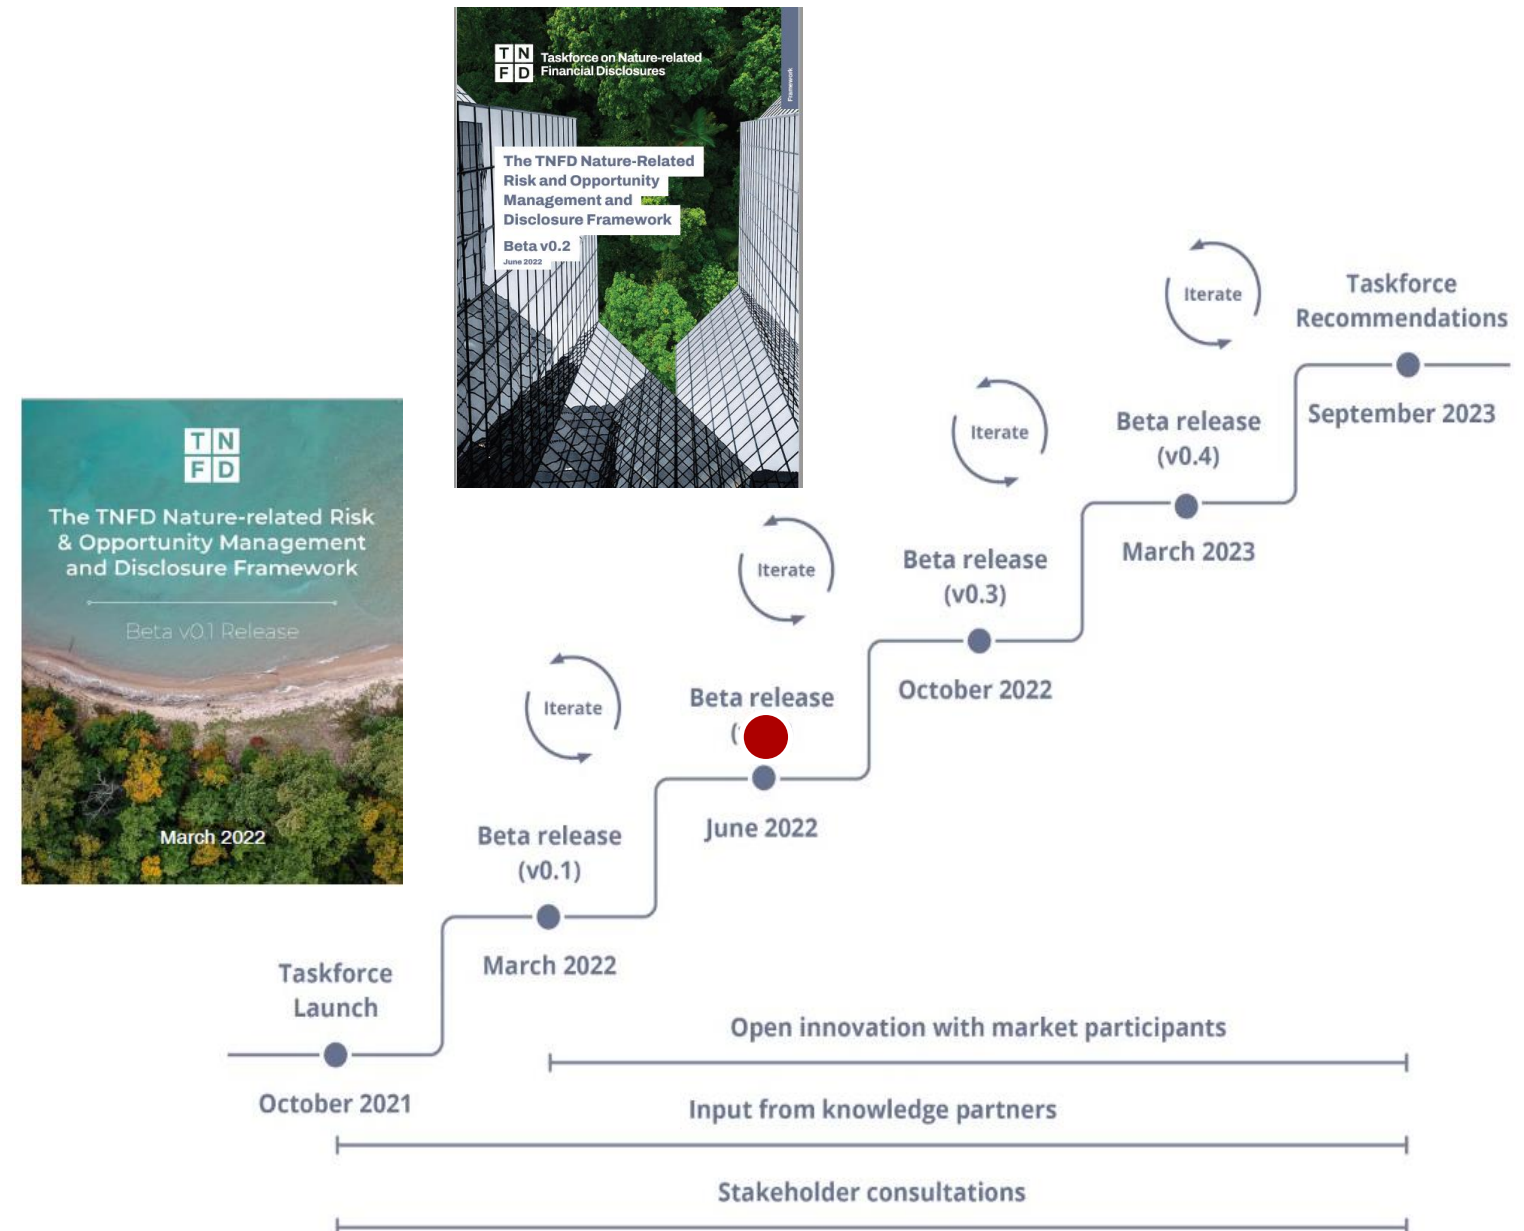 T N
F D
Taskforce on Nature-related
Financial Disclosures
Framework
The TNFD Nature-Related
Risk and Opportunity
Management and
Disclosure Framework
Beta v0.2
June 2022
T N
F D
The TNFD Nature-related Risk
& Opportunity Management
and Disclosure Framework
Beta v0.1 Release
March 2022
Taskforce
Launch
October 2021
Beta release
(v0.1)
March 2022
Iterate
Beta release
(
June 2022
Iterate
Beta release
(v0.3)
October 2022
Iterate
Beta release
(v0.4)
March 2023
Iterate
Taskforce
Recommendations
September 2023
Open innovation with market participants
Input from knowledge partners
Stakeholder consultations